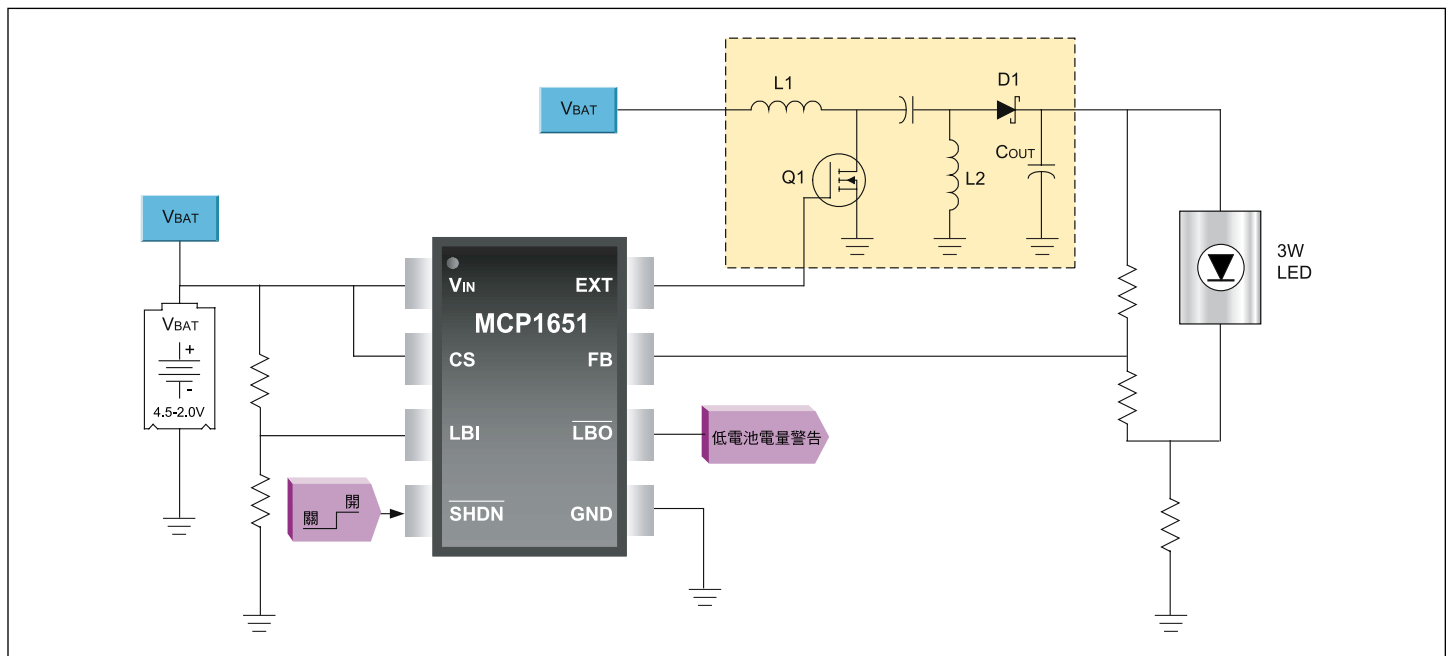 VBAT
L1
D1
COUT
Q1
L2
VBAT
3W
LED
VBAT
+
-
4.5-2.0V
VIN
EXT
MCP1651
CS
FB
LBI
LBO
低電池電量警告
SHDN
GND
關
開